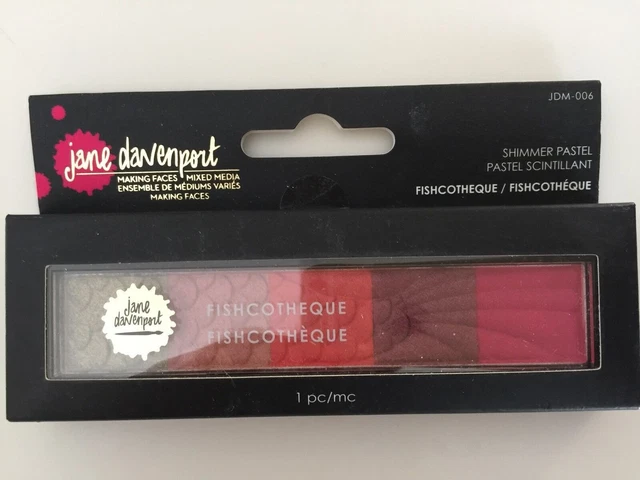 JDM-006
jane davenport
MAKING FACES MIXED MEDIA
ENSEMBLE DE MÉDIUMS VARIÉS
MAKING FACES
SHIMMER PASTEL
PASTEL SCINTILLANT
FISHCOTHEQUE / FISHCOTHÉQUE
jane
davenport
FISHCOTHEQUE
FISHCOTHÈQUE
1 pc/mc